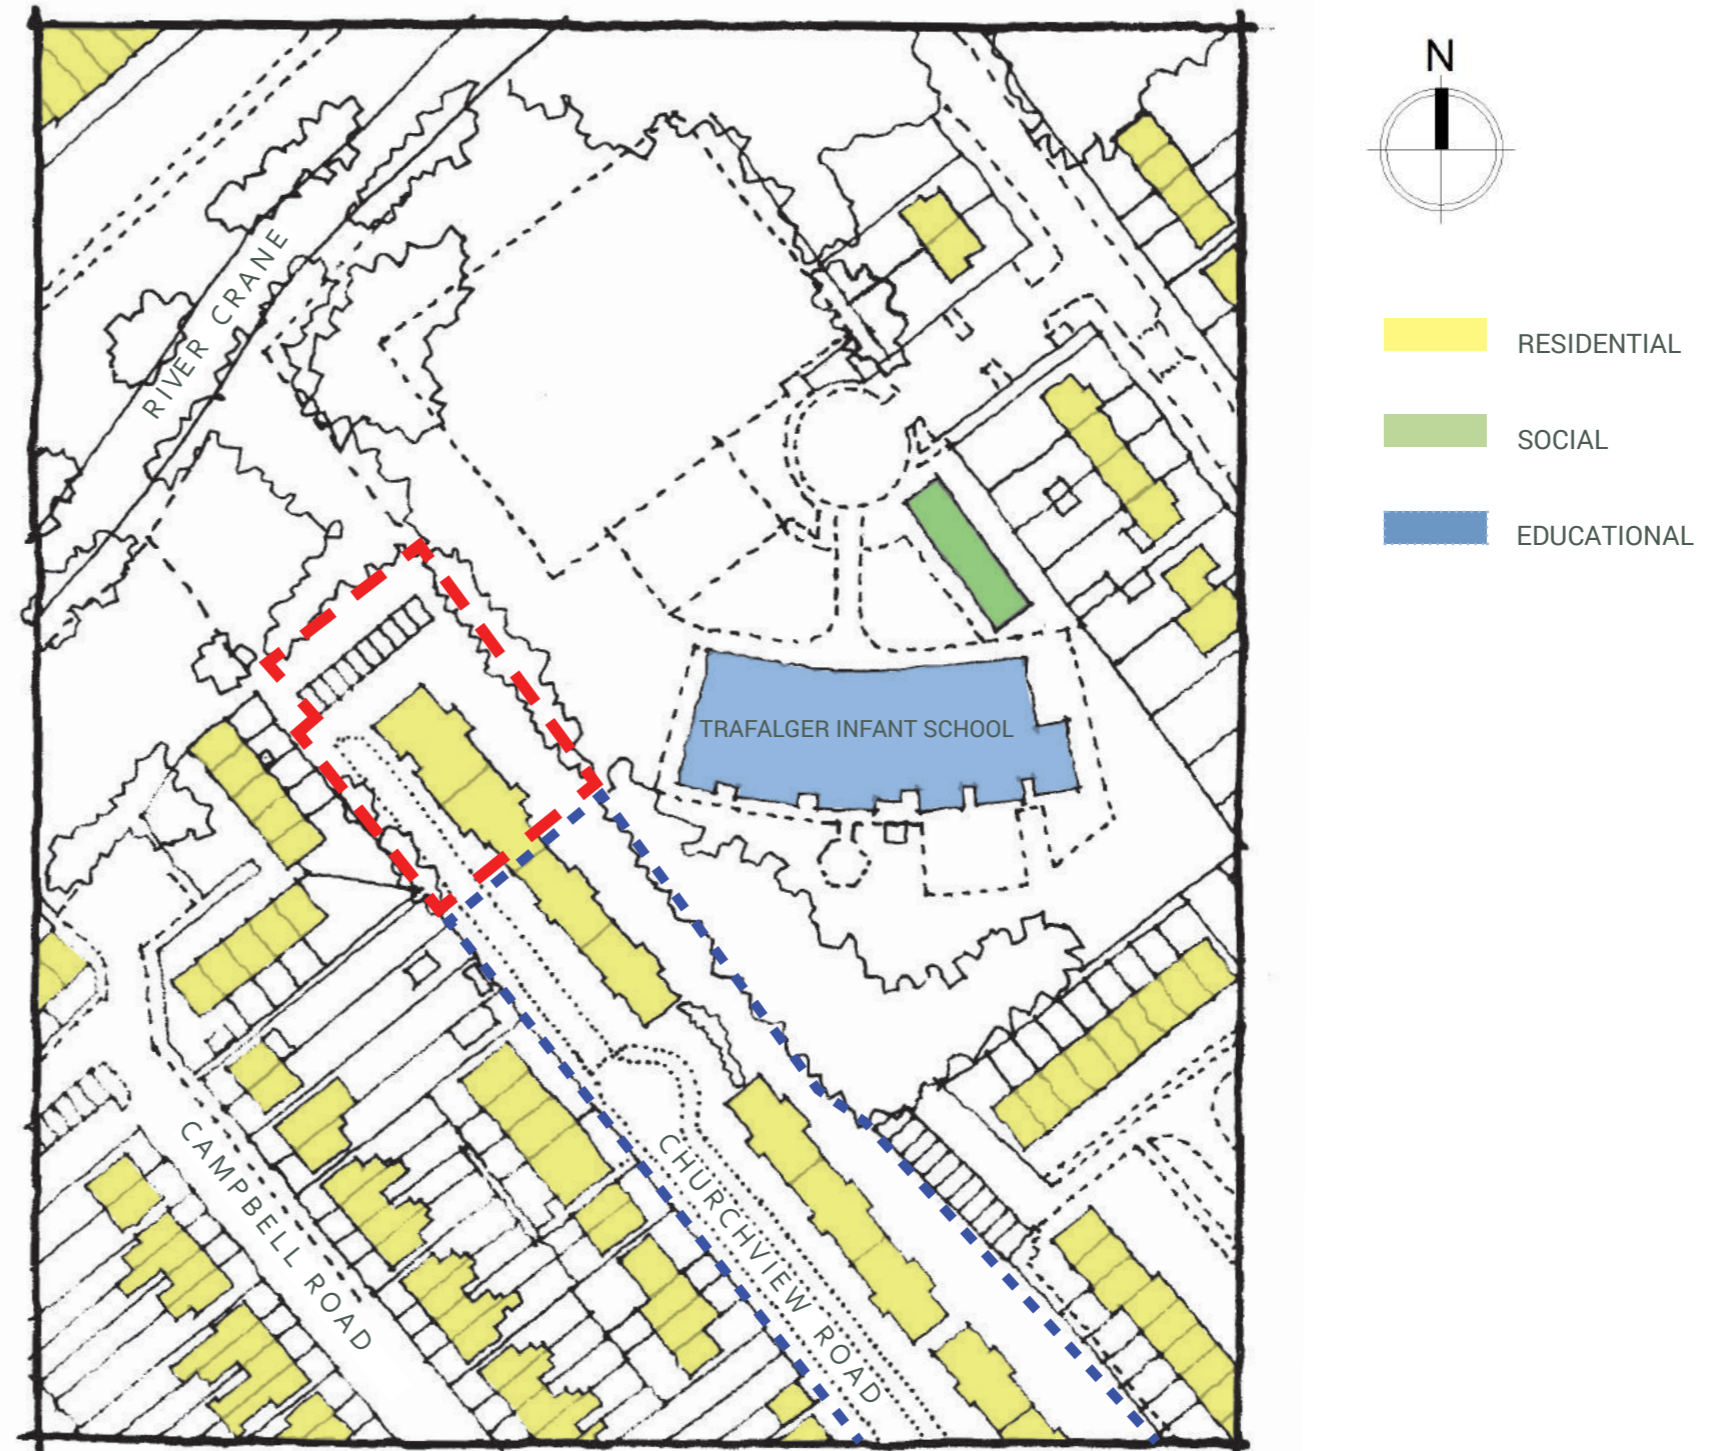 N
RIVER CRANE
RESIDENTIAL
SOCIAL
EDUCATIONAL
TRAFALGER INFANT SCHOOL
CAMPBELL ROAD
CHURCHVIEW ROAD